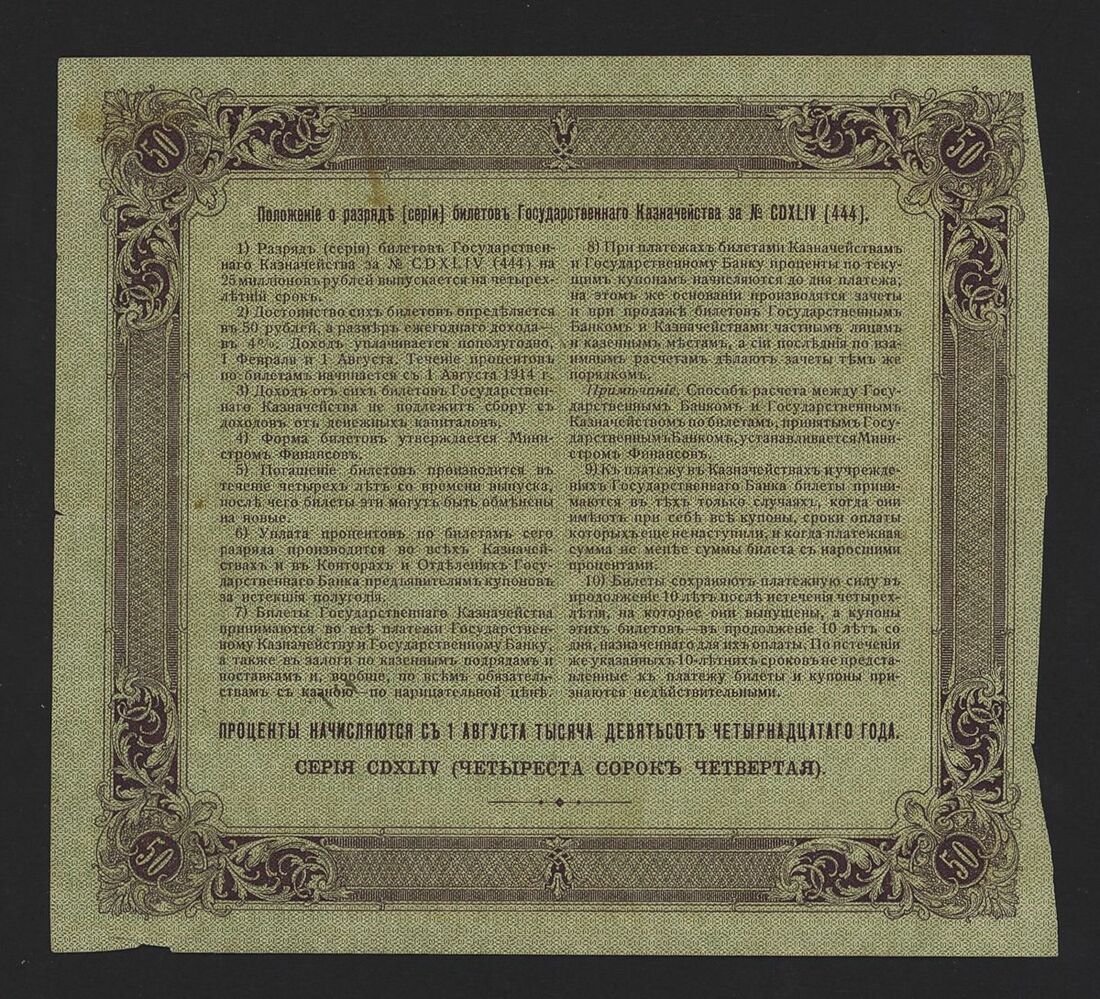 50
50
Положеніе о разрядѣ (серіи) билетовъ Государственнаго Казначейства за № CDXLIV (444).
1) Разрядъ (серія) билетовъ Государствен-
наго Казначейства за № CDXLIV (444) на
25 милліоновъ рублей выпускается на четырех-
лѣтній срокъ.
2) Достоинство сихъ билетовъ опредѣляется
въ 50 рублей, а размѣръ ежегоднаго дохода—
въ 4%. Доходъ уплачивается пополугодно,
1 Февраля и 1 Августа. Теченіе процентовъ
по билетамъ начинается съ 1 Августа 1914 г.
3) Доходъ отъ сихъ билетовъ Государствен-
наго Казначейства не подлежитъ сбору съ
доходовъ отъ денежныхъ капиталовъ.
4) Форма билетовъ утверждается Мини-
стромъ Финансовъ.
5) Погашеніе билетовъ производится въ
теченіе четырехъ лѣтъ со времени выпуска,
послѣ чего билеты эти могутъ быть обмѣнены
на новые.
6) Уплата процентовъ по билетамъ сего
разряда производится во всѣхъ Казначей-
ствахъ и въ Конторахъ и Отдѣленіяхъ Госу-
дарственнаго Банка предъявителямъ купоновъ
за истекшія полугодія.
7) Билеты Государственнаго Казначейства
принимаются во всѣ платежи Государствен-
ному Казначейству и Государственному Банку,
а также въ залоги по казеннымъ подрядамъ и
поставкамъ и, вообще, по всѣмъ обязатель-
ствамъ съ казною—по нарицательной цѣнѣ.
8) При платежахъ билетами Казначействамъ
и Государственному Банку проценты по теку-
щимъ купонамъ начисляются до дня платежа;
на этомъ же основаніи производятся зачеты
и при продажѣ билетовъ Государственнымъ
Банкомъ и Казначействами частнымъ лицамъ
и казеннымъ мѣстамъ, а сіи послѣднія по вза-
имнымъ расчетамъ дѣлаютъ зачеты тѣмъ же
порядкомъ.
Примѣчаніе. Способъ расчета между Госу-
дарственнымъ Банкомъ и Государственнымъ
Казначействомъ по билетамъ, принятымъ Госу-
дарственнымъ Банкомъ, устанавливается Мини-
стромъ Финансовъ.
9) Къ платежу въ Казначействахъ и учрежде-
ніяхъ Государственнаго Банка билеты прини-
маются въ тѣхъ только случаяхъ, когда они
имѣютъ при себѣ всѣ купоны, сроки оплаты
которыхъ еще не наступили, и когда платежная
сумма не менѣе суммы билета съ наросшими
процентами.
10) Билеты сохраняютъ платежную силу въ
продолженіе 10 лѣтъ послѣ истеченія четырех-
лѣтія, на которое они выпущены, а купоны
этихъ билетовъ—въ продолженіе 10 лѣтъ со
дня, назначеннаго для ихъ оплаты. По истеченіи
же указанныхъ 10-лѣтнихъ сроковъ не предста-
вленные къ платежу билеты и купоны при-
знаются недѣйствительными.
ПРОЦЕНТЫ НАЧИСЛЯЮТСЯ СЪ 1 АВГУСТА ТЫСЯЧА ДЕВЯТЬСОТЪ ЧЕТЫРНАДЦАТАГО ГОДА.
СЕРІЯ CDXLIV (ЧЕТЫРЕСТА СОРОКЪ ЧЕТВЕРТАЯ).
50
50